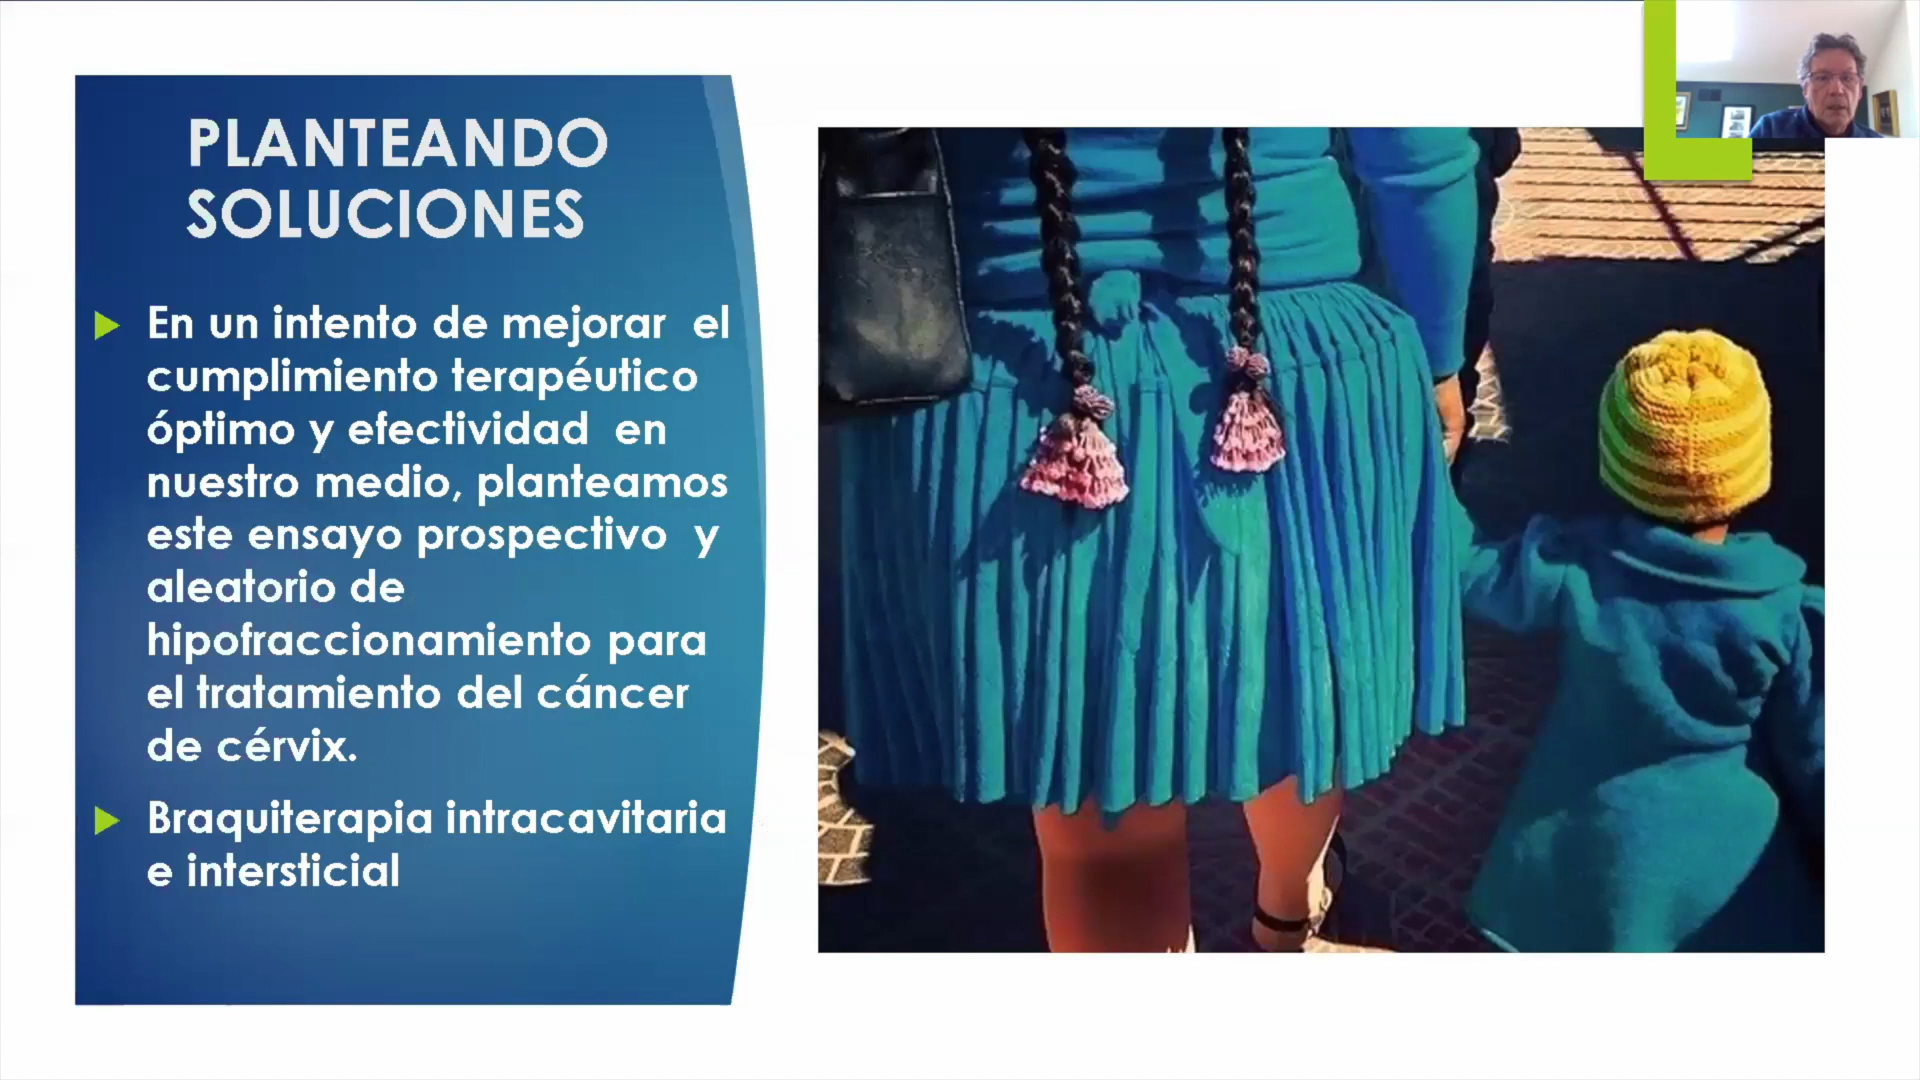 PLANTEANDO
SOLUCIONES
En un intento de mejorar el
cumplimiento terapéutico
óptimo y efectividad en
nuestro medio, planteamos
este ensayo prospectivo y
aleatorio de
hipofraccionamiento para
el tratamiento del cáncer
de cérvix.
Braquiterapia intracavitaria
e intersticial